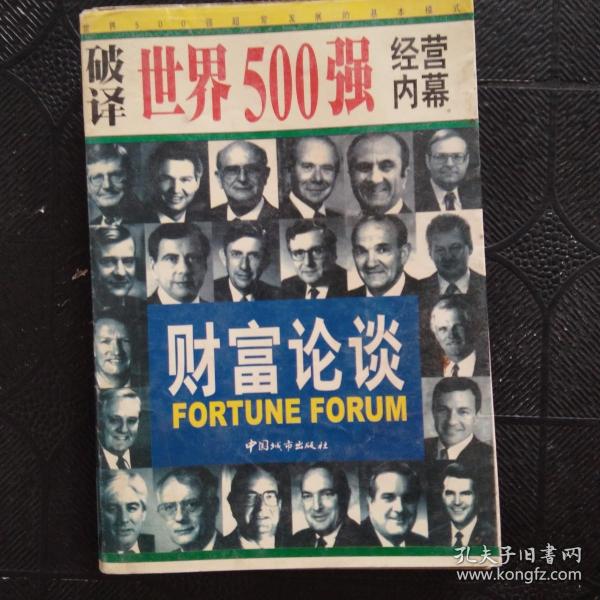 世界500强超常发展的基本模式
破译
世界500强
经营内幕
财富论谈
FORTUNE FORUM
中国城市出版社
孔夫子旧书网
www.kongfz.com